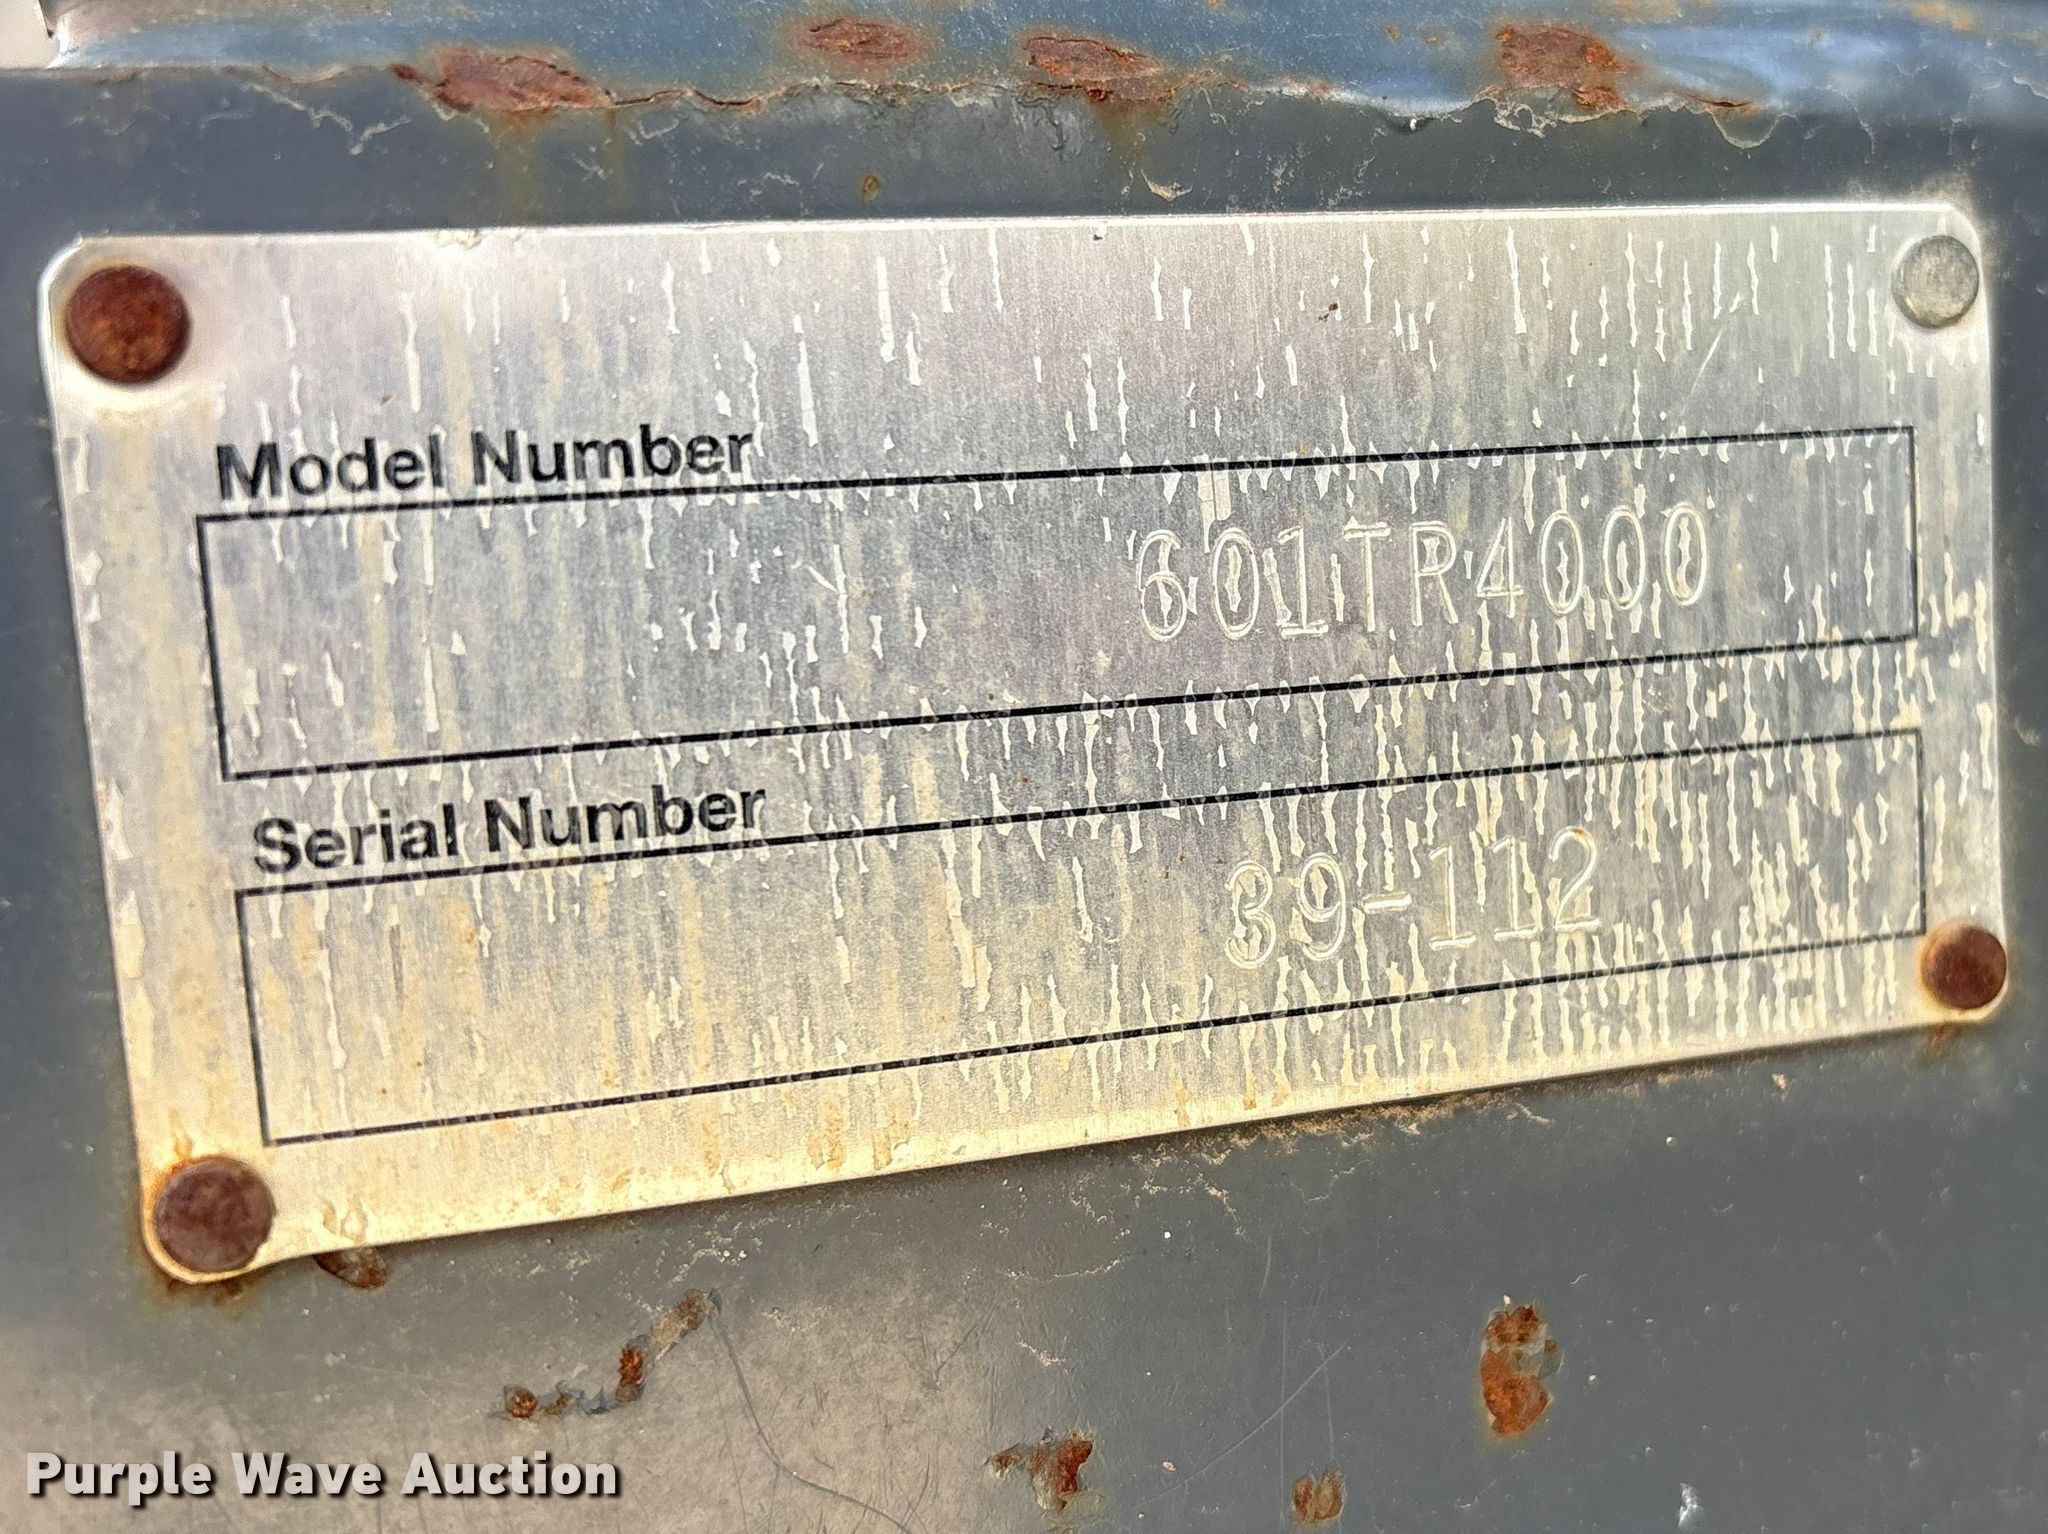 Model Number
601TR4000
Serial Number
39-112
Purple Wave Auction